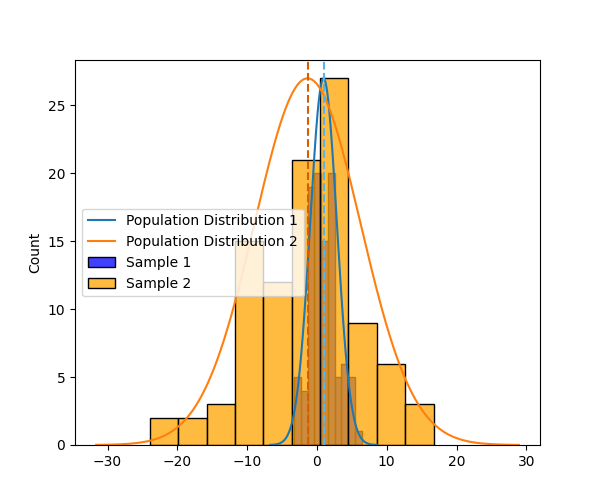 25
20
15
10
5
0
Count
Population Distribution 1
Population Distribution 2
Sample 1
Sample 2
−30 −20 −10 0 10 20 30